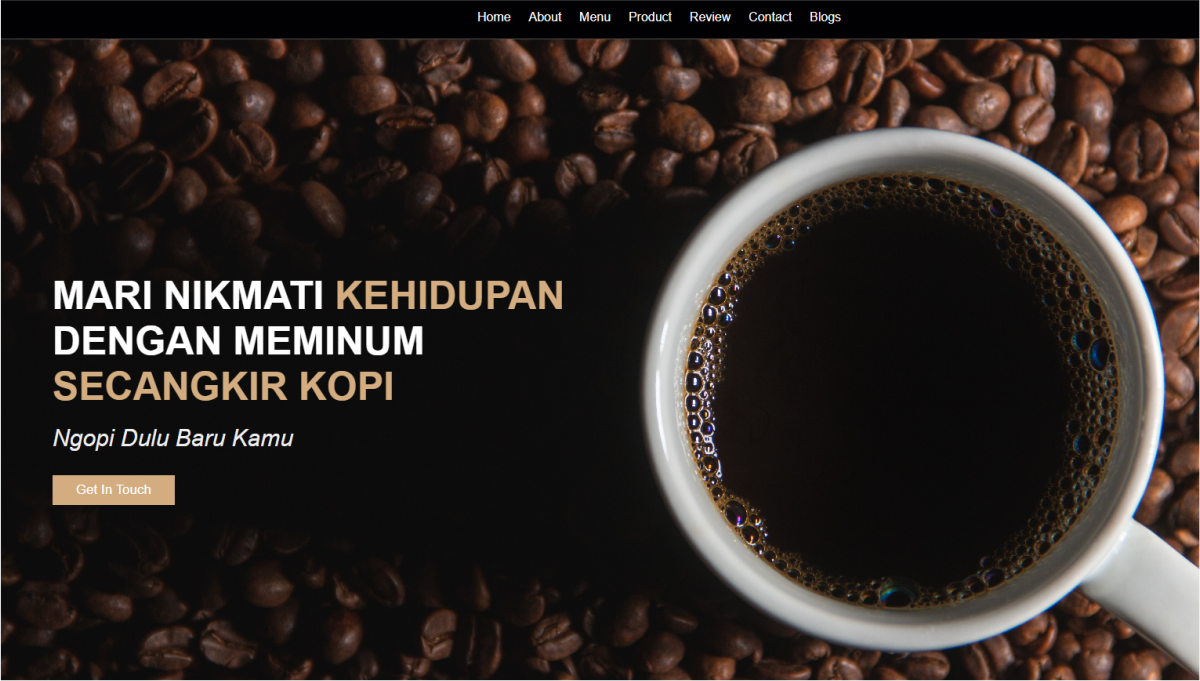 Home About Menu Product Review Contact Blogs
MARI NIKMATI KEHIDUPAN
DENGAN MEMINUM
SECANGKIR KOPI
Ngopi Dulu Baru Kamu
Get In Touch